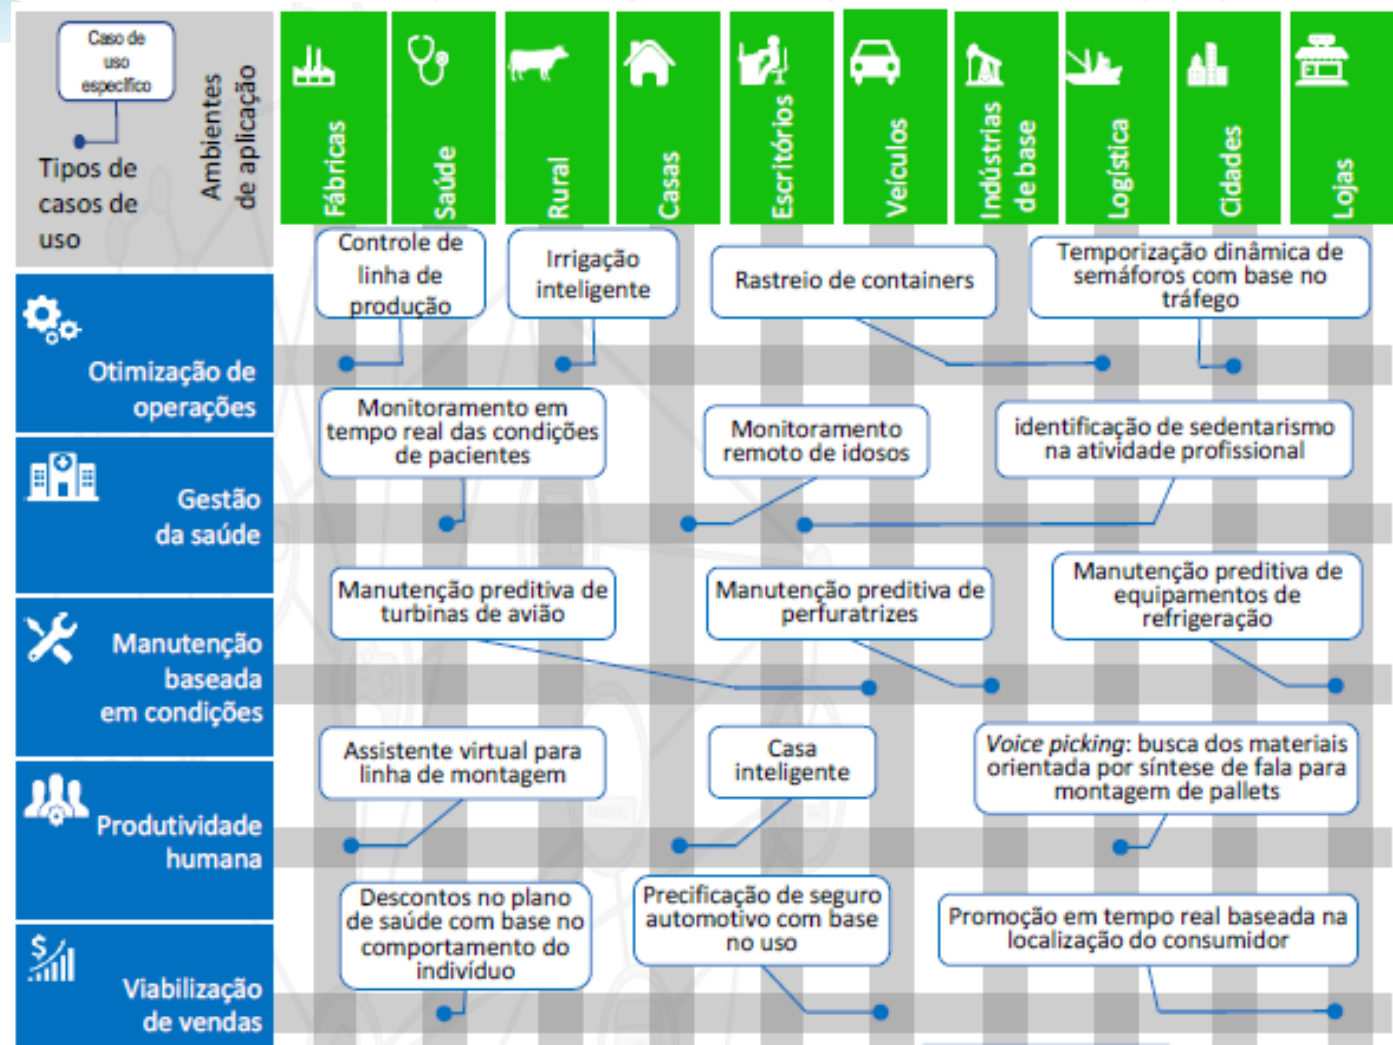 Caso de
uso
específico
Tipos de
casos de
uso
Ambientes
de aplicação
Fábricas
Saúde
Rural
Casas
Escritórios
Veículos
Indústrias
de base
Logística
Cidades
Lojas
Controle de
linha de
produção
Irrigação
inteligente
Rastreio de containers
Temporização dinâmica de
semáforos com base no
tráfego
Otimização de
operações
Monitoramento em
tempo real das condições
de pacientes
Monitoramento
remoto de idosos
identificação de sedentarismo
na atividade profissional
Gestão
da saúde
Manutenção preditiva de
turbinas de avião
Manutenção preditiva de
perfuratrizes
Manutenção preditiva de
equipamentos de
refrigeração
Manutenção
baseada
em condições
Assistente virtual para
linha de montagem
Casa
inteligente
Voice picking: busca dos materiais
orientada por síntese de fala para
montagem de pallets
Produtividade
humana
Descontos no plano
de saúde com base no
comportamento do
indivíduo
Precificação de seguro
automotivo com base
no uso
Promoção em tempo real baseada na
localização do consumidor
Viabilização
de vendas